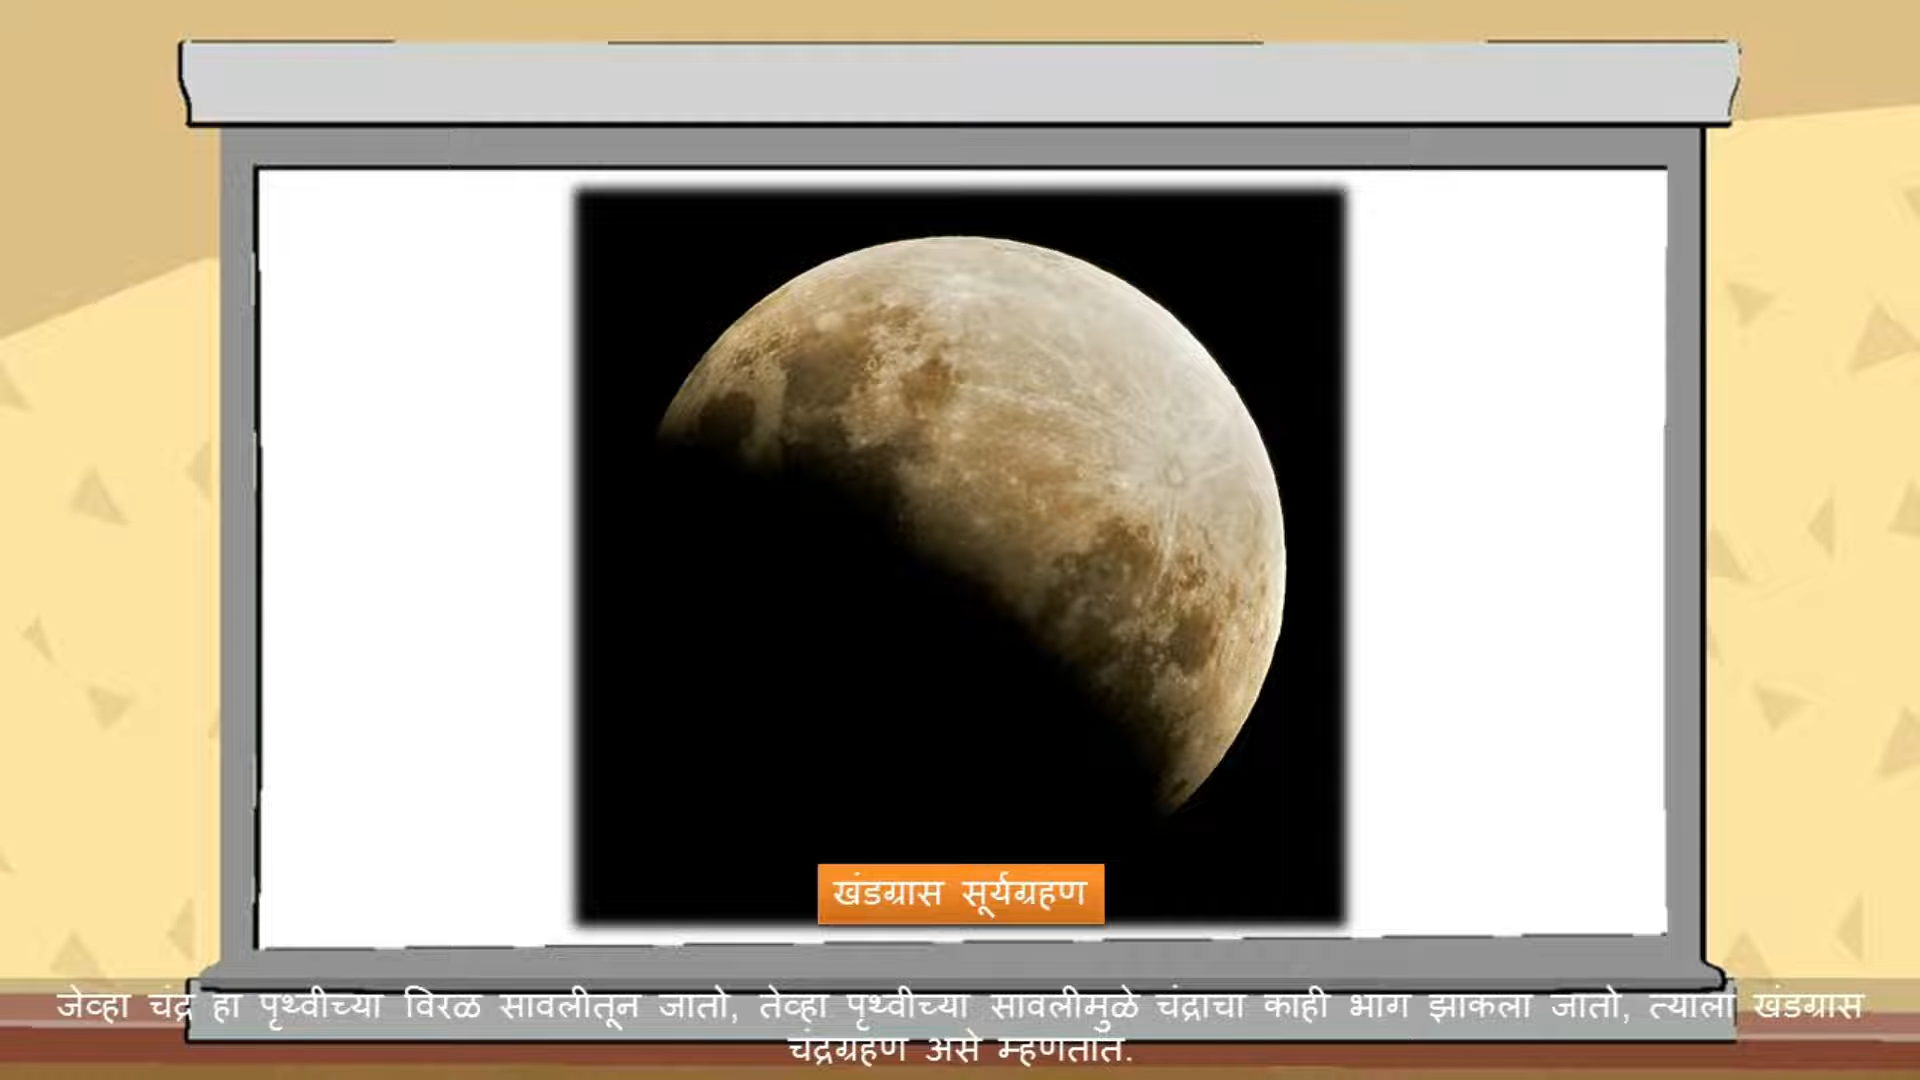 खंडग्रास सूर्यग्रहण
जेव्हा चंद्र हा पृथ्वीच्या विरळ सावलीतून जातो, तेव्हा पृथ्वीच्या सावलीमुळे चंद्राचा काही भाग झाकला जातो, त्याला खंडग्रास
चंद्रग्रहण असे म्हणतात.